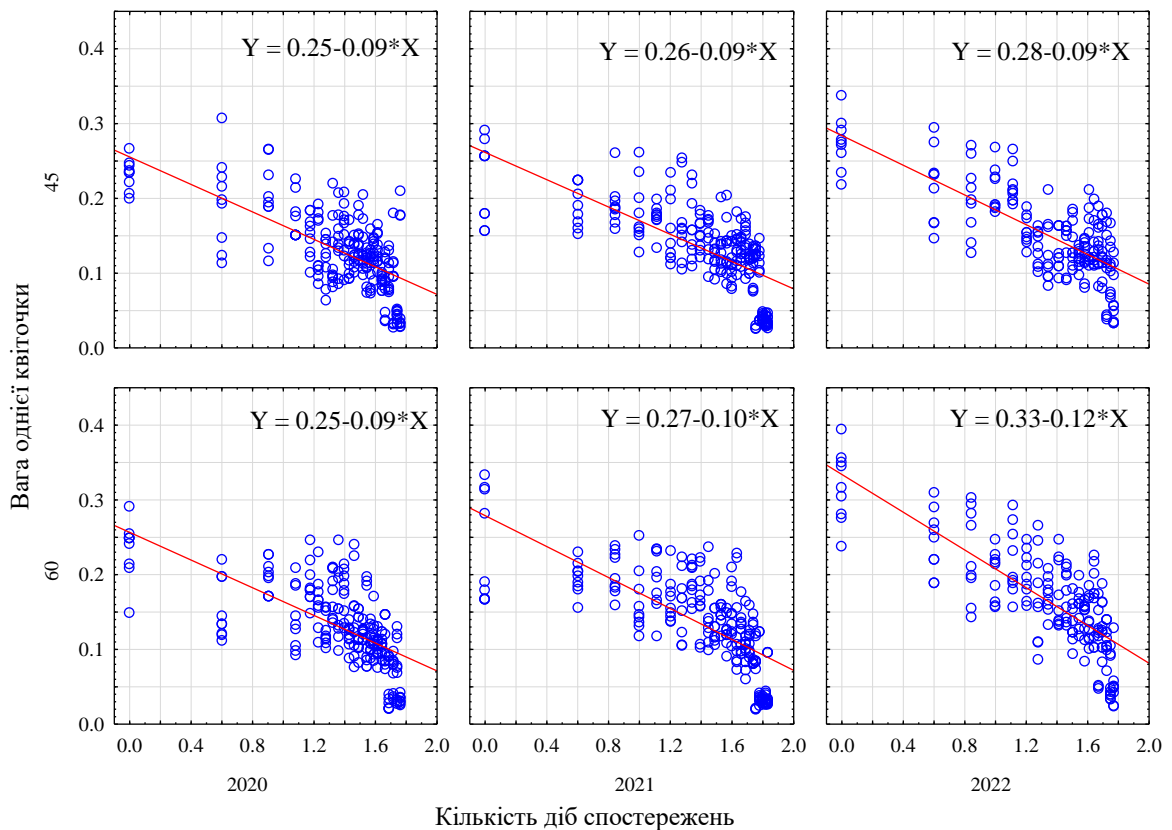 Y = 0.25-0.09*X
Y = 0.26-0.09*X
Y = 0.28-0.09*X
0.4
0.3
0.2
0.1
0.0
45
Y = 0.25-0.09*X
Y = 0.27-0.10*X
Y = 0.33-0.12*X
0.4
0.3
0.2
0.1
0.0
60
Вага однієї квіточки
0.0 0.4 0.8 1.2 1.6 2.0
0.0 0.4 0.8 1.2 1.6 2.0
0.0 0.4 0.8 1.2 1.6 2.0
2020
2021
2022
Кількість діб спостережень